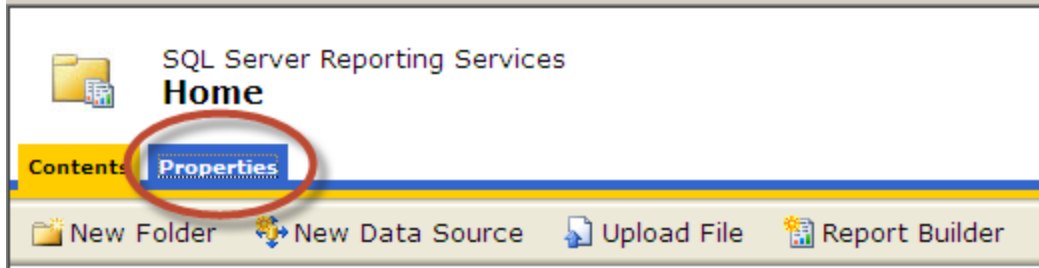 SQL Server Reporting Services
Home
Contents Properties
New Folder New Data Source Upload File Report Builder